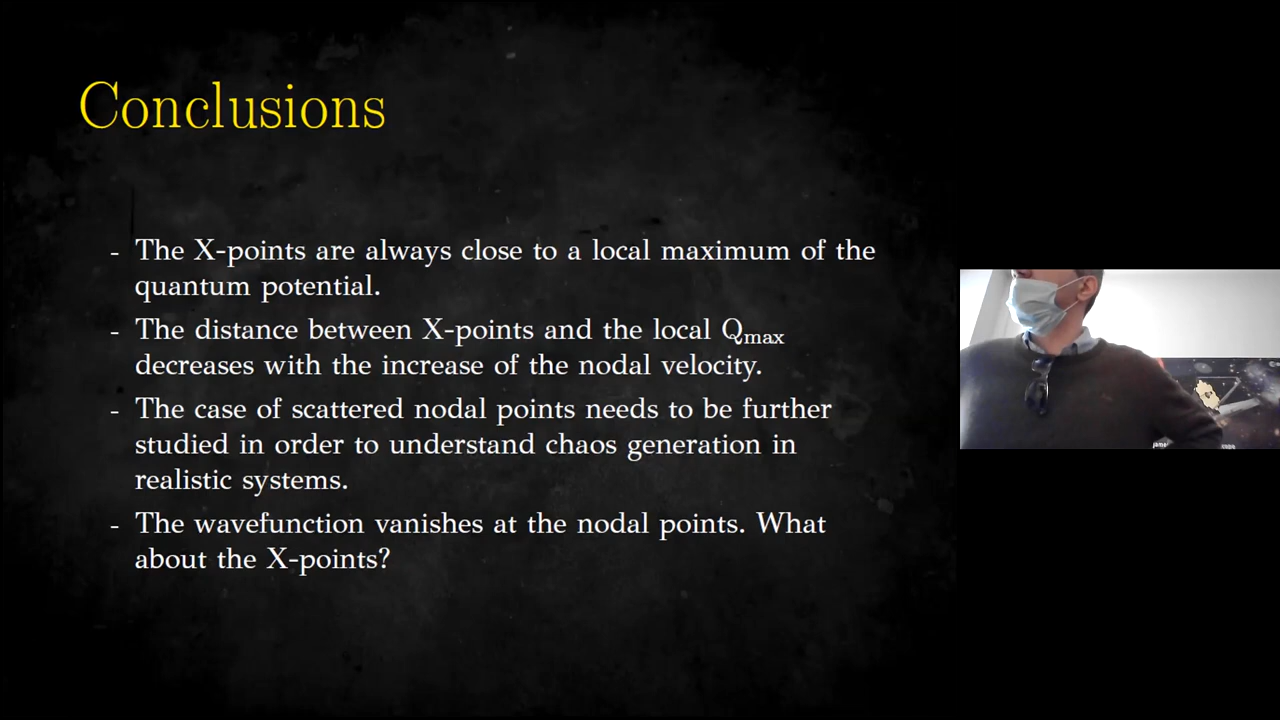 Conclusions
- The X-points are always close to a local maximum of the
quantum potential.
- The distance between X-points and the local Qmax
decreases with the increase of the nodal velocity.
- The case of scattered nodal points needs to be further
studied in order to understand chaos generation in
realistic systems.
- The wavefunction vanishes at the nodal points. What
about the X-points?